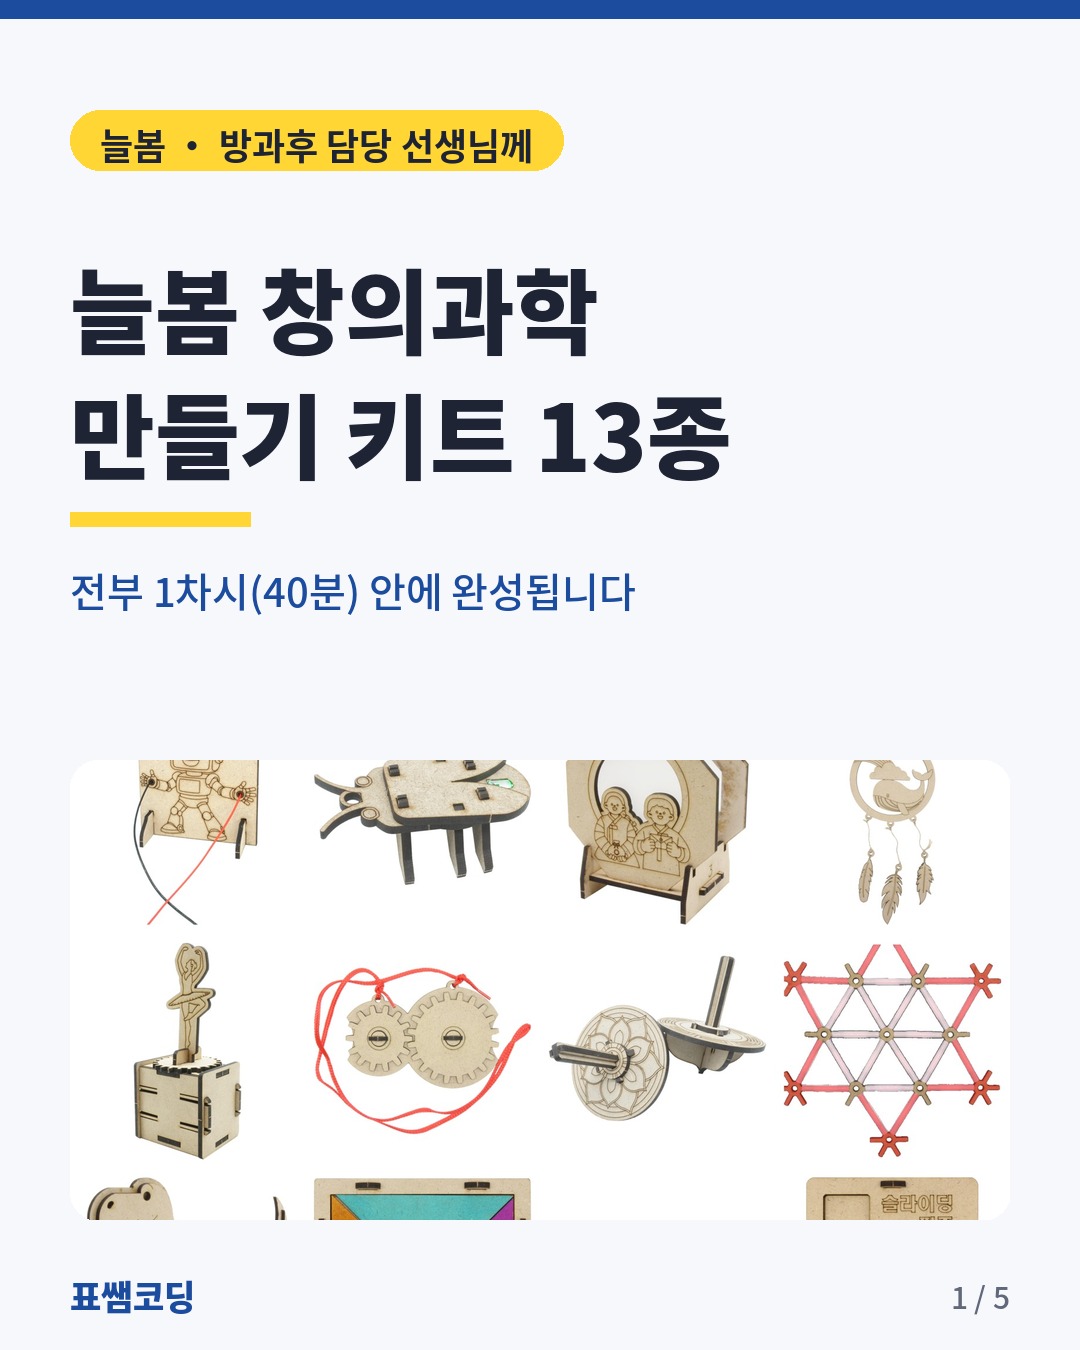 늘봄 • 방과후 담당 선생님께
늘봄 창의과학
만들기 키트 13종
전부 1차시(40분) 안에 완성됩니다
슬라이딩
표쌤코딩
1 / 5